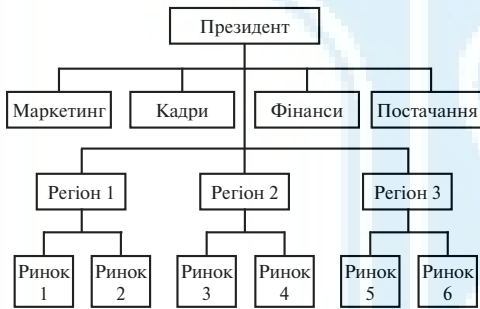 Президент
Маркетинг
Кадри
Фінанси
Постачання
Регіон 1
Регіон 2
Регіон 3
Ринок
1
Ринок
2
Ринок
3
Ринок
4
Ринок
5
Ринок
6